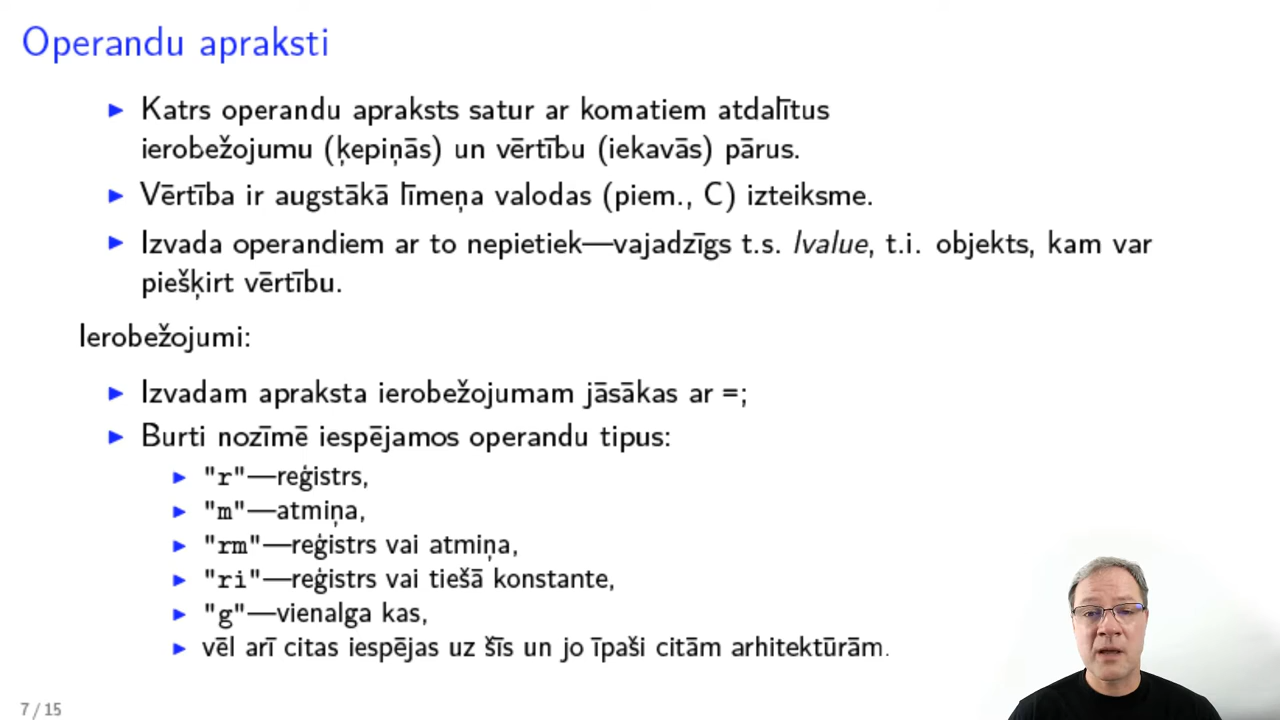 Operandu apraksti
▶ Katrs operandu apraksts satur ar komatiem atdalītus
ierobežojumu (ķepiņās) un vērtību (iekavās) pārus.
▶ Vērtība ir augstākā līmeņa valodas (piem., C) izteiksme.
▶ Izvada operandiem ar to nepietiek—vajadzīgs t.s. lvalue, t.i. objekts, kam var
piešķirt vērtību.
Ierobežojumi:
▶ Izvadam apraksta ierobežojumam jāsākas ar =;
▶ Burti nozīmē iespējamos operandu tipus:
▶ "r"—reģistrs,
▶ "m"—atmiņa,
▶ "rm"—reģistrs vai atmiņa,
▶ "ri"—reģistrs vai tiešā konstante,
▶ "g"—vienalga kas,
▶ vēl arī citas iespējas uz šīs un jo īpaši citām arhitektūrām.
7 / 15